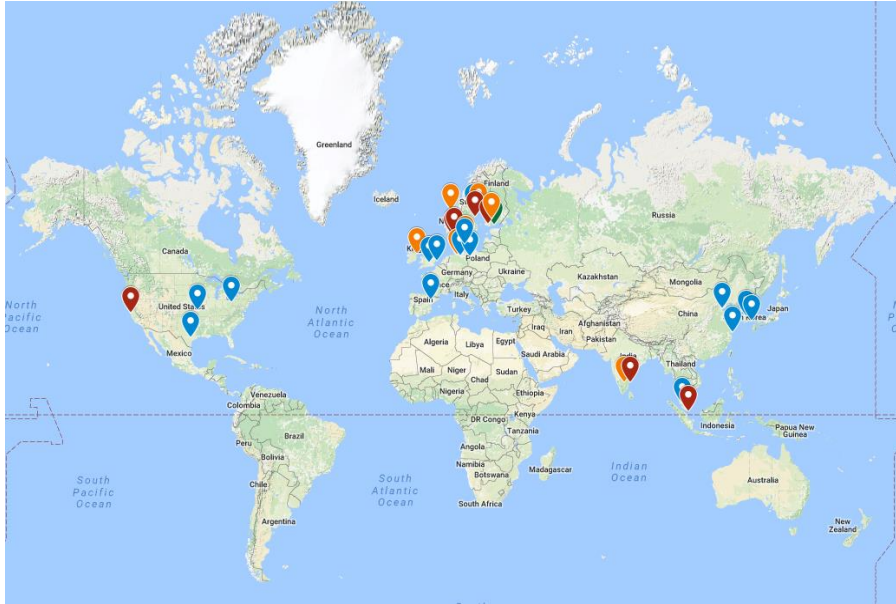 Greenland
Iceland
Finland
Russia
Canada
Poland
Germany
Ukraine
Kazakhstan
Mongolia
Spain
Italy
Turkey
United States
North
Atlantic
Ocean
China
Japan
Afghanistan
Iraq
Iran
Pakistan
Algeria
Libya
Egypt
Saudi Arabia
Mexico
Mali
Niger
Chad
Sudan
India
Thailand
Nigeria
Ethiopia
Venezuela
Colombia
DR Congo
Kenya
Tanzania
Indonesia
Papua New
Guinea
Brazil
Peru
Bolivia
Angola
Namibia
Botswana
Madagascar
Indian
Ocean
South
Pacific
Ocean
South
Atlantic
Ocean
Chile
Australia
South Africa
Argentina
New
Zealand